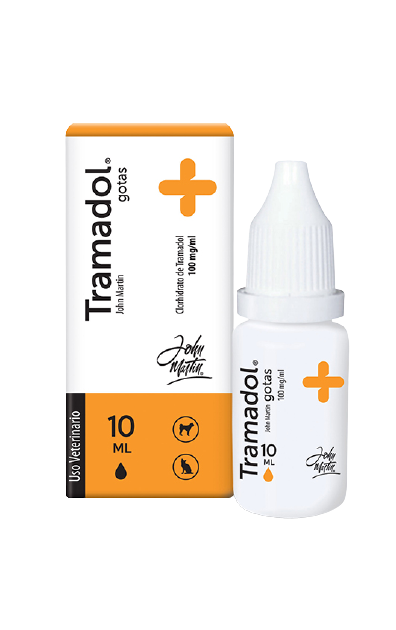 Tramadol®
gotas
John Martin
Clorhidrato de Tramadol
100 mg/ml
John
Martin®
Uso Veterinario
10
ML
Tramadol®
gotas
John Martin
100 mg/ml
10
ML
John
Martin®